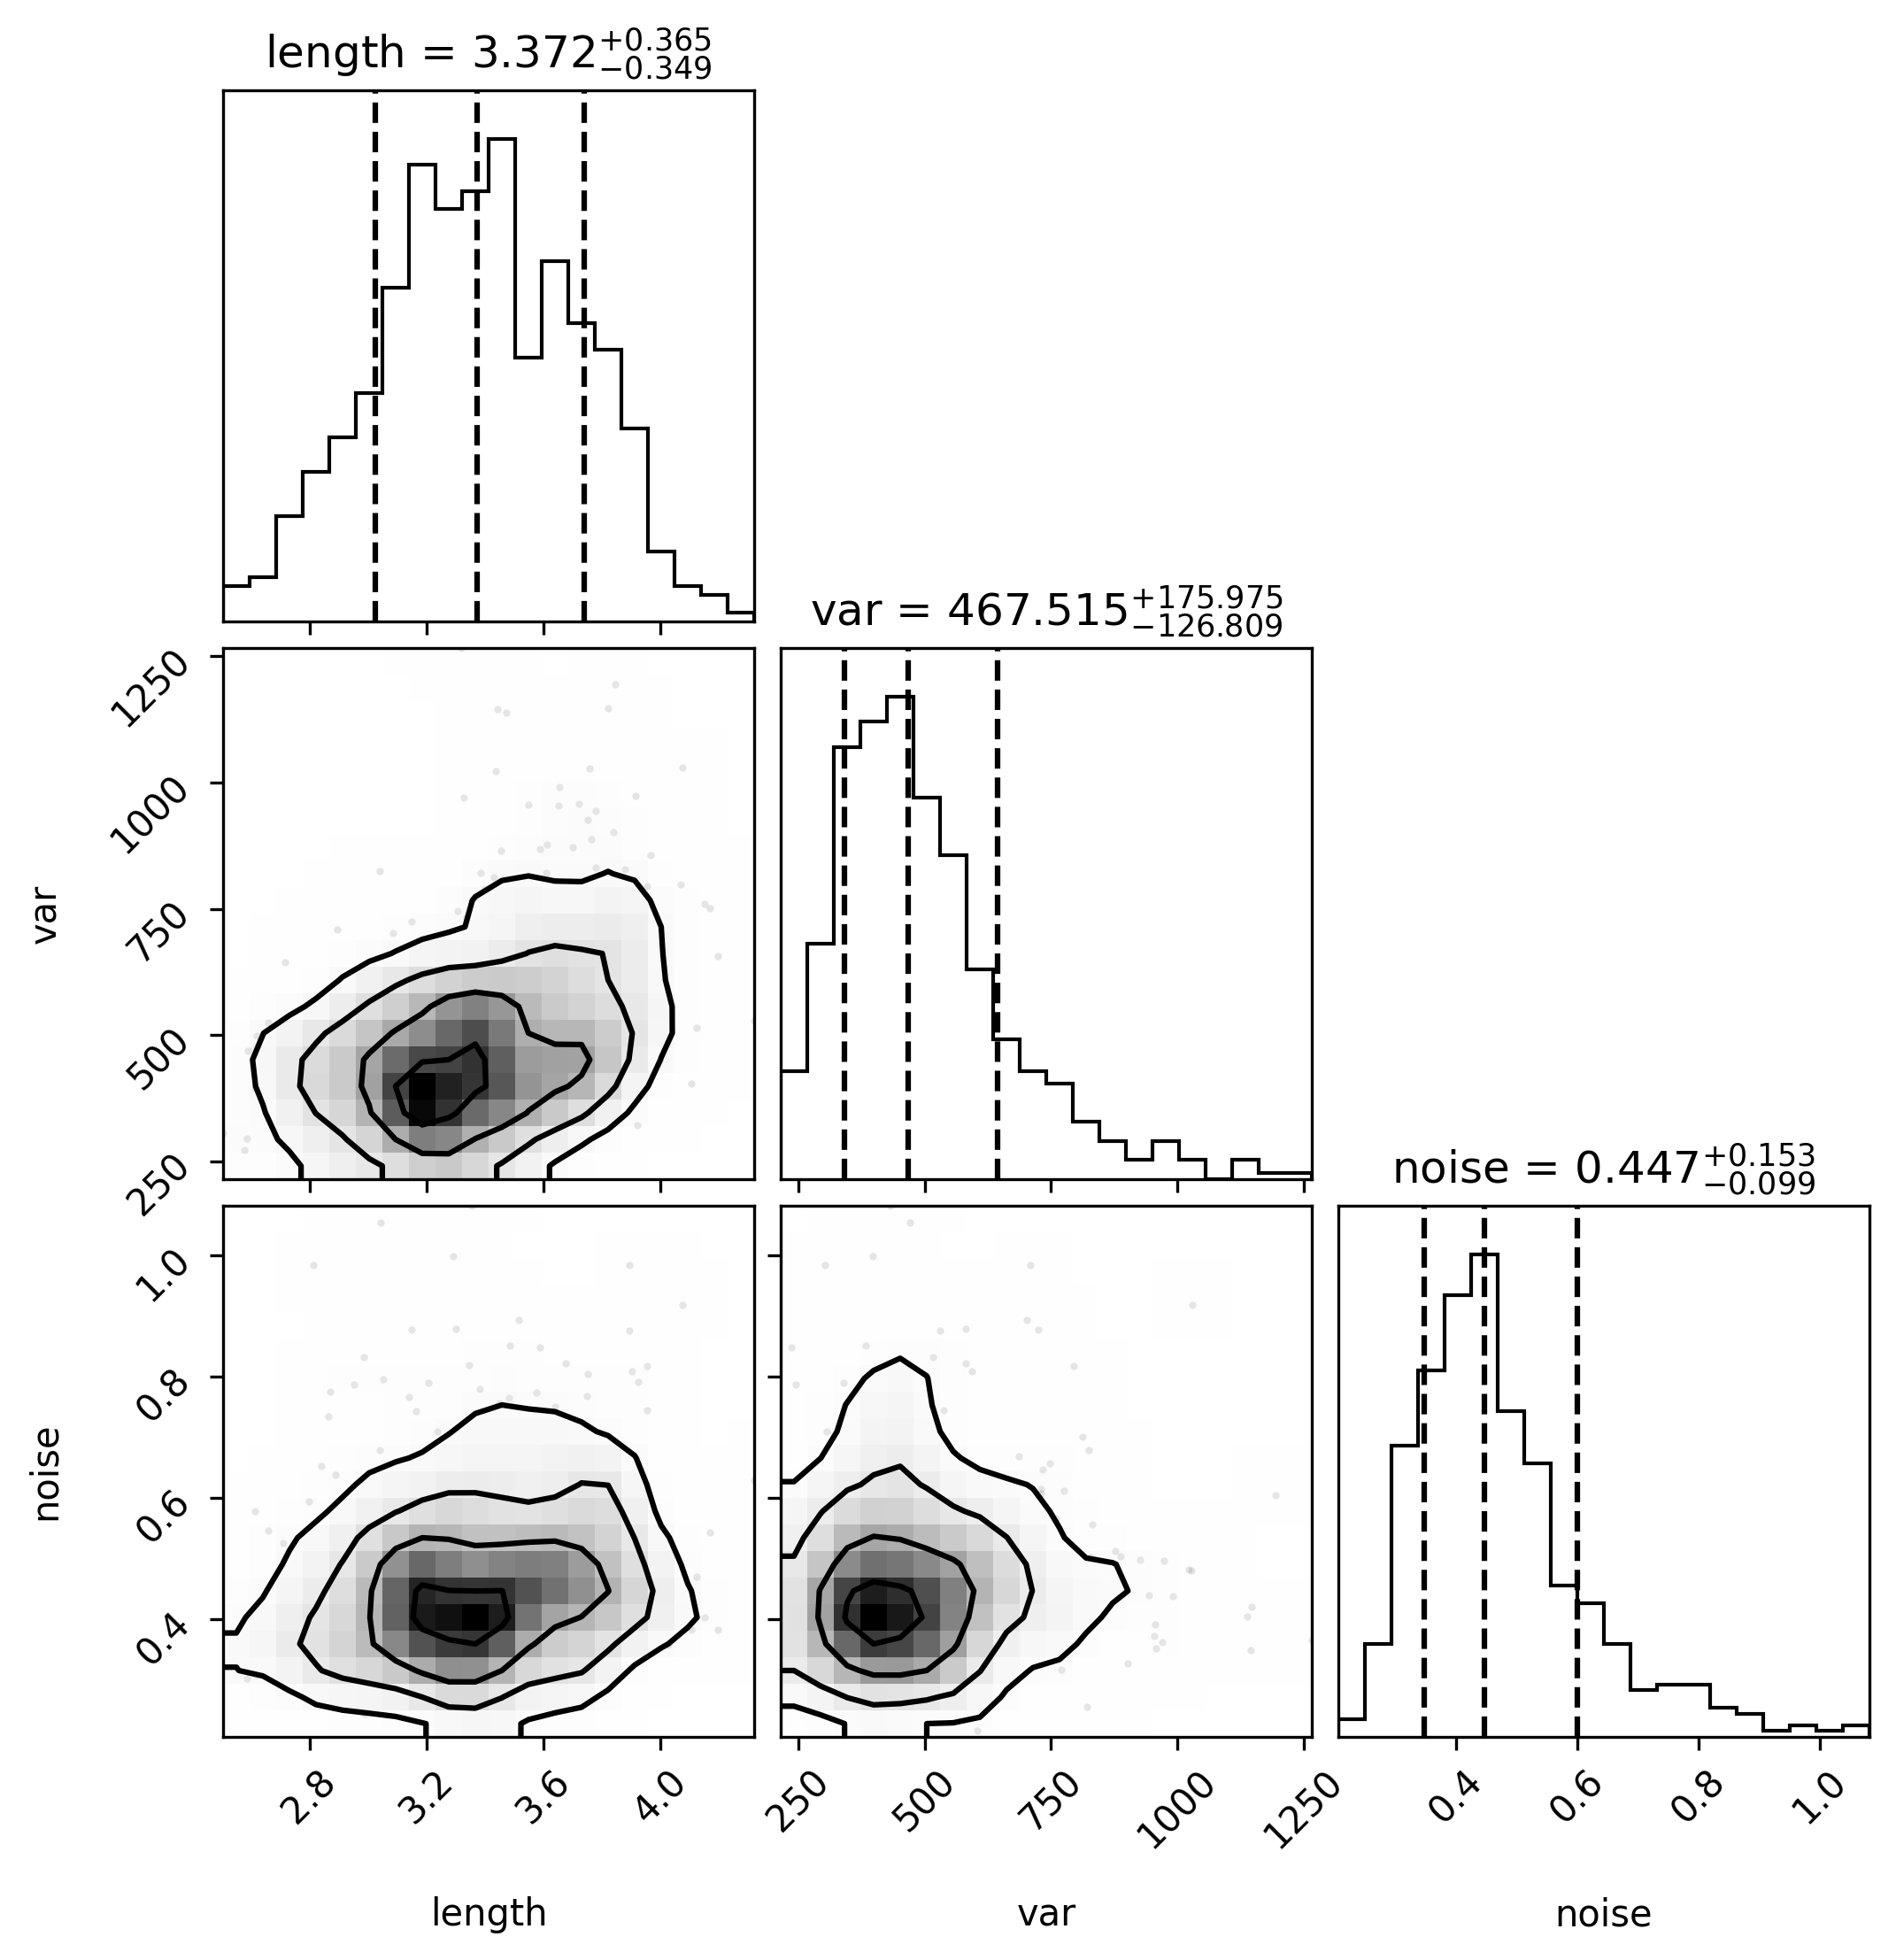 length = 3.372 +0.365 −0.349
var = 467.515 +175.975 −126.809
noise = 0.447 +0.153 −0.099
var
1250
1000
750
500
250
noise
1.0
0.8
0.6
0.4
2.8 3.2 3.6 4.0
250 500 750 1000 1250
0.4 0.6 0.8 1.0
length var noise